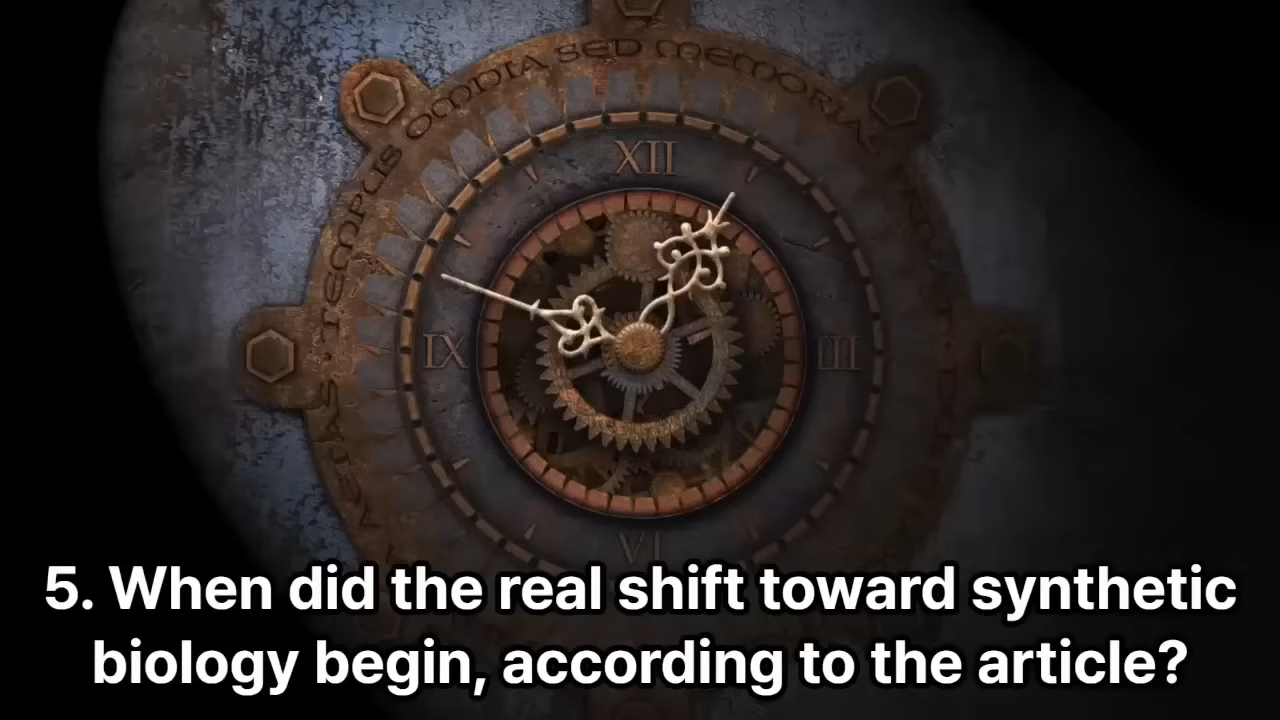 TEMPUS OMNIA SED MEMORIA
XII
IX
III
VI
5. When did the real shift toward synthetic
biology begin, according to the article?